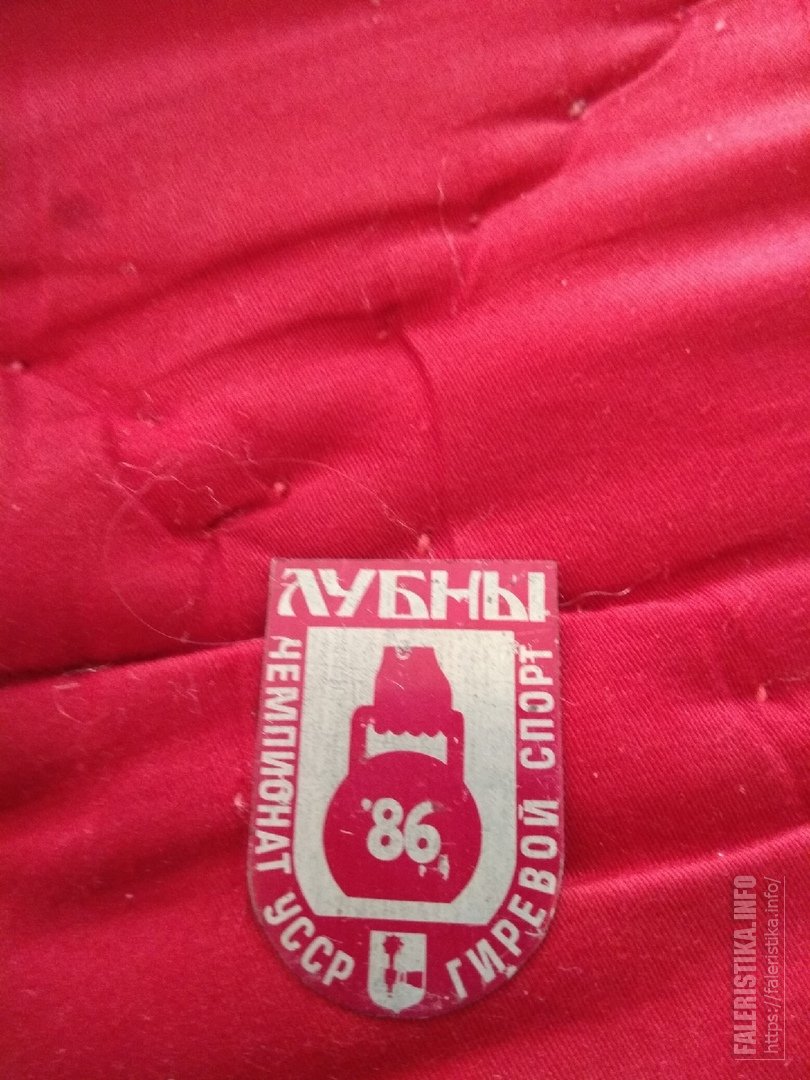 ЛУБНЫ
ЧЕМПИОНАТ УССР
ГИРЕВОЙ СПОРТ
'86
FALERISTIKA.INFO
https://faleristika.info/